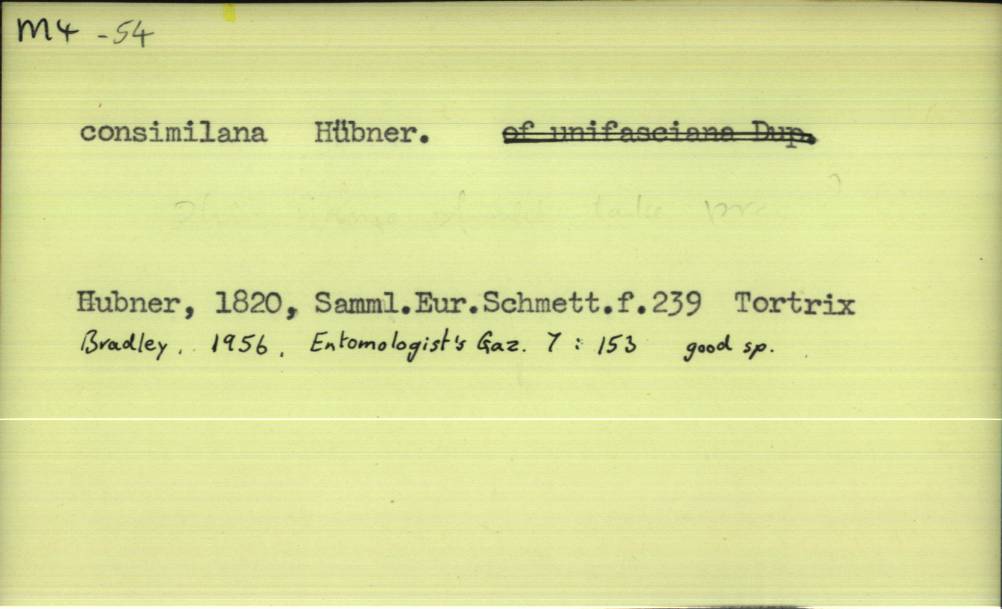 M4 -54
consimilana Hübner. of unifasciana Dup.
take
Hubner, 1820, Samml.Eur.Schmett.f.239 Tortrix
Bradley, 1956, Entomologist's Gaz. 7 : 153 good sp.